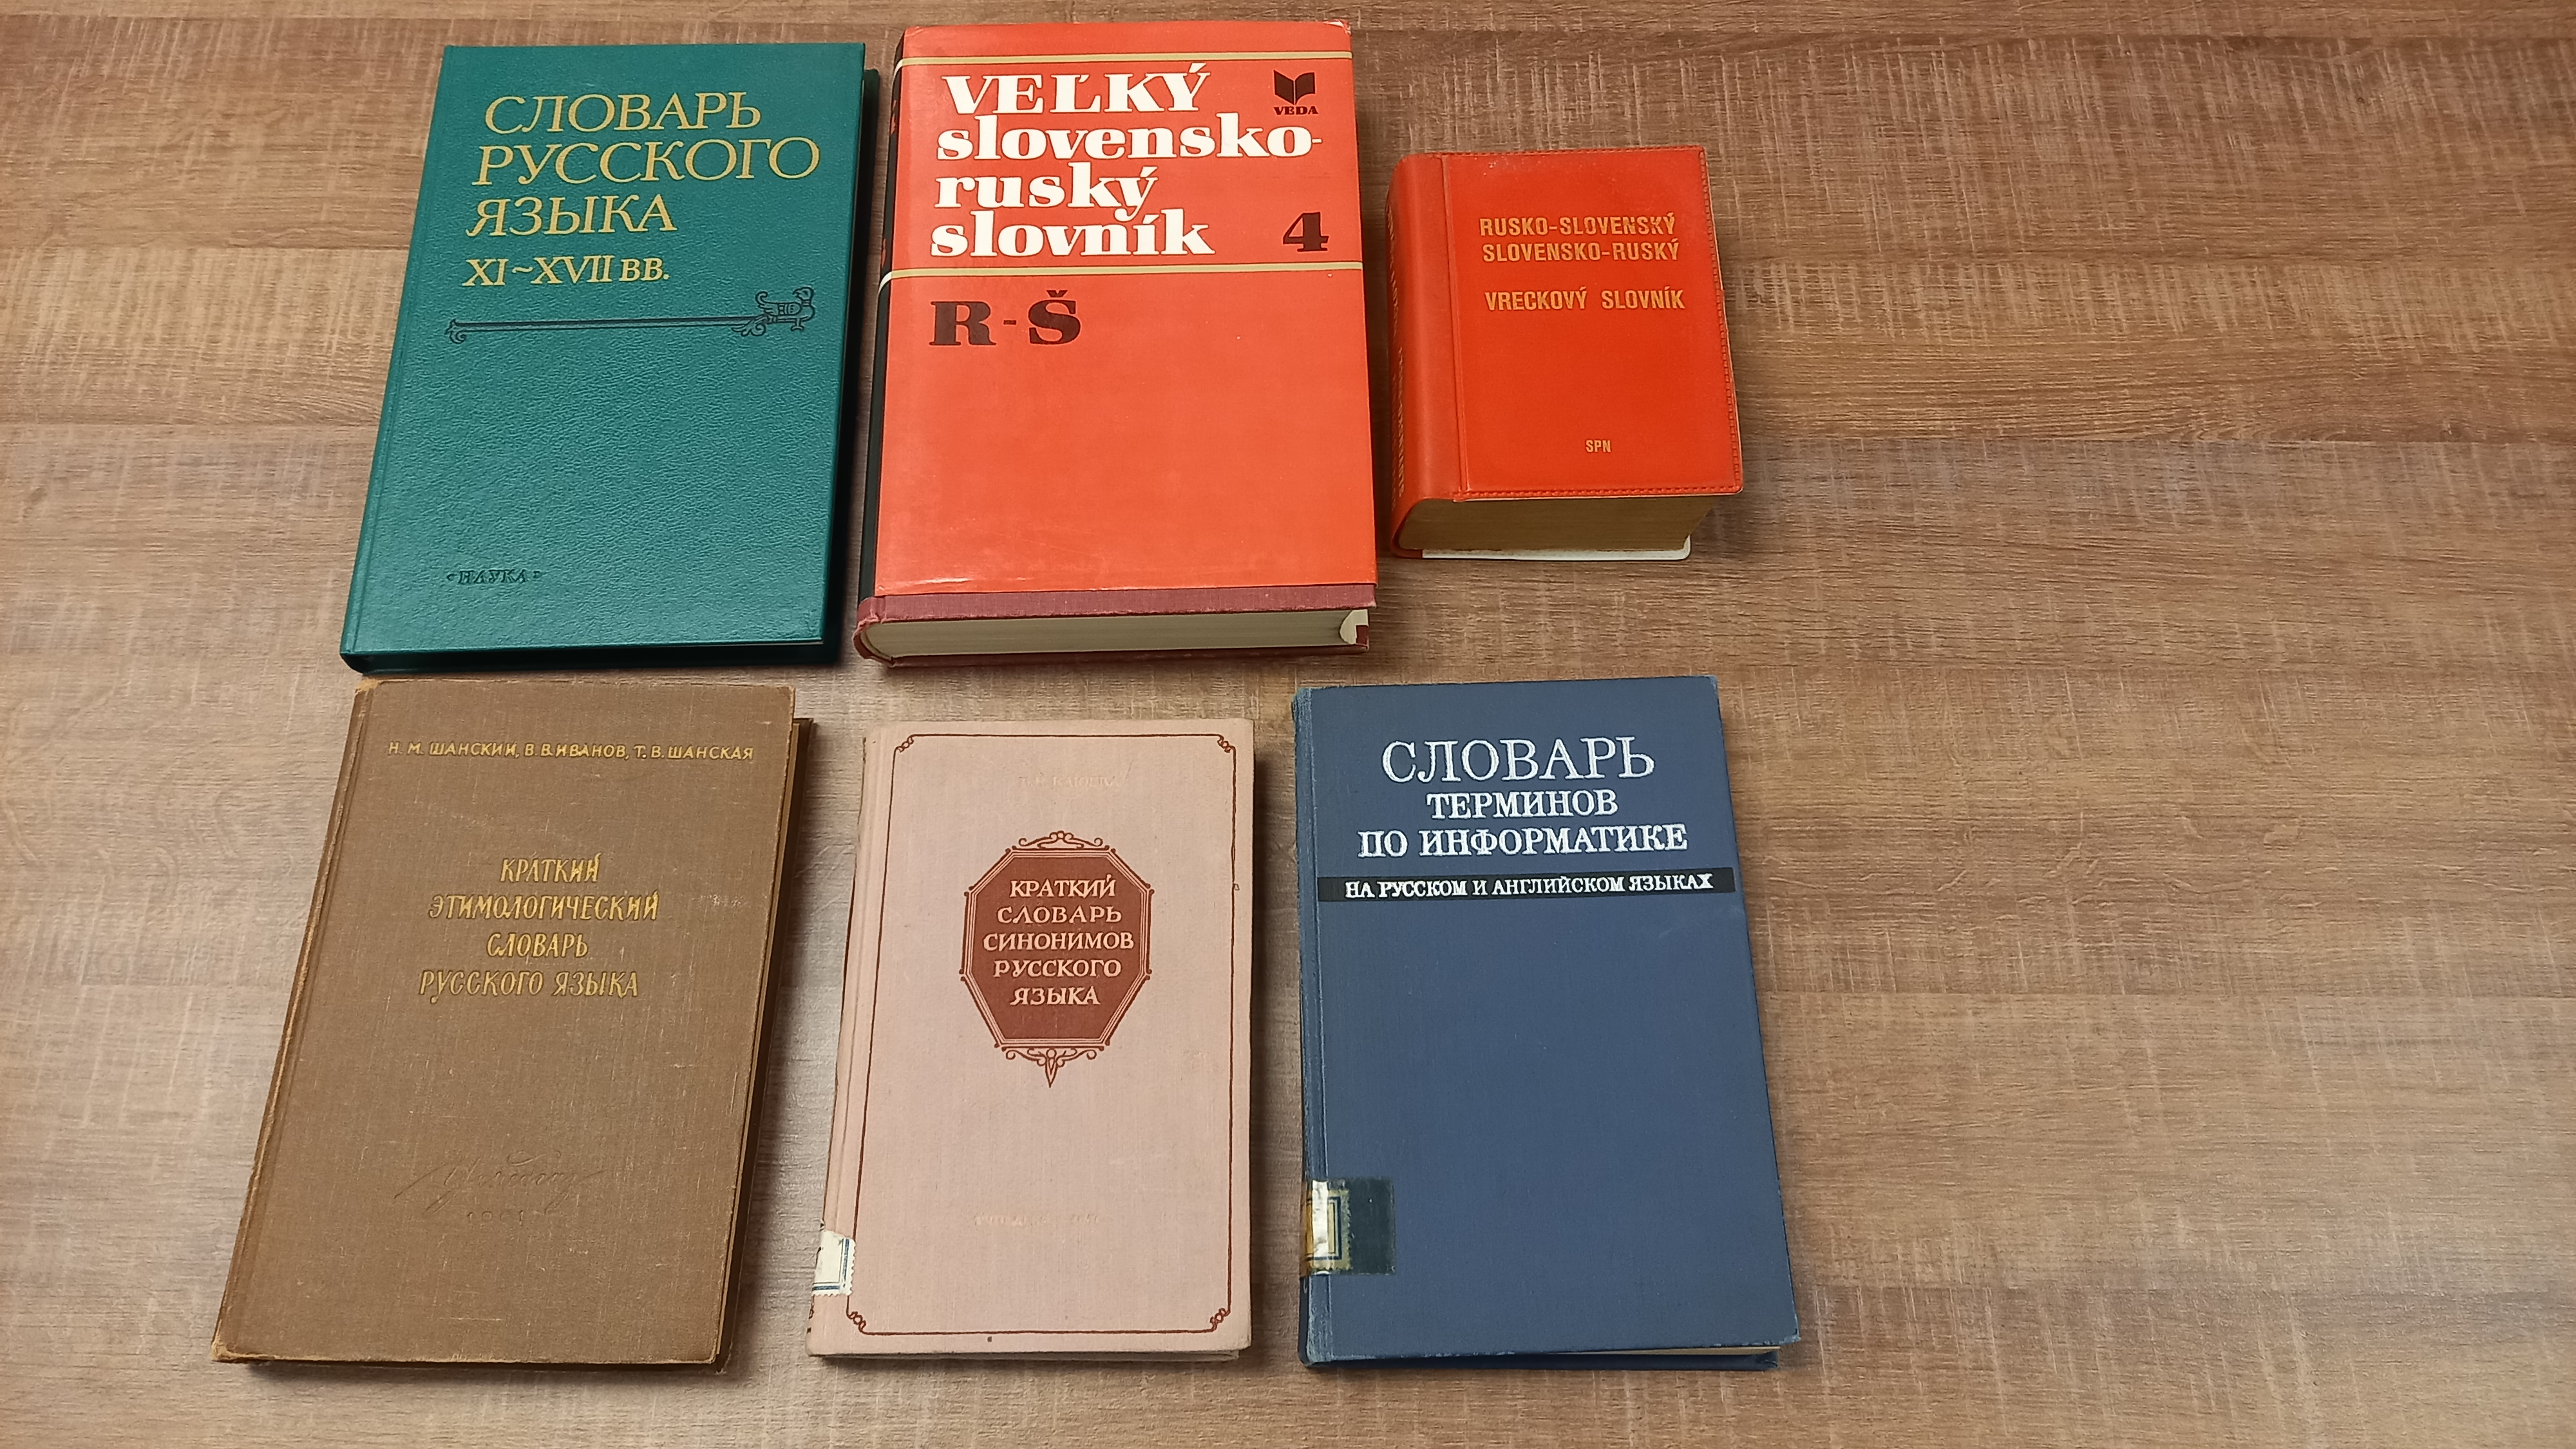 СЛОВАРЬ
РУССКОГО
ЯЗЫКА
XI~XVII ВВ.
«НАУКА»
VEĽKÝ
slovensko-
ruský
slovník
4
VEDA
R-Š
RUSKO-SLOVENSKÝ
SLOVENSKO-RUSKÝ
VRECKOVÝ SLOVNÍK
SPN
Н. М. ШАНСКИЙ, В. В. ИВАНОВ, Т. В. ШАНСКАЯ
КРАТКИЙ
ЭТИМОЛОГИЧЕСКИЙ
СЛОВАРЬ
РУССКОГО ЯЗЫКА
КРАТКИЙ
СЛОВАРЬ
СИНОНИМОВ
РУССКОГО
ЯЗЫКА
СЛОВАРЬ
ТЕРМИНОВ
ПО ИНФОРМАТИКЕ
НА РУССКОМ И АНГЛИЙСКОМ ЯЗЫКАХ